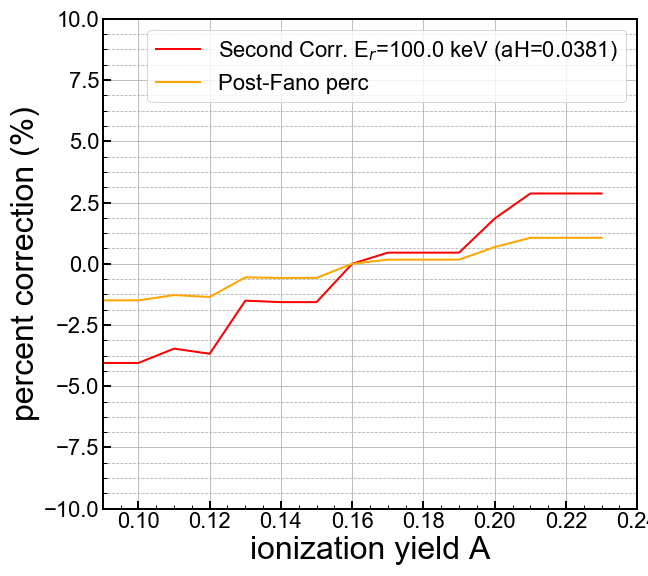 10.0
7.5
5.0
2.5
0.0
−2.5
−5.0
−7.5
−10.0
percent correction (%)
Second Corr. E_r=100.0 keV (aH=0.0381)
Post-Fano perc
0.10 0.12 0.14 0.16 0.18 0.20 0.22 0.24
ionization yield A